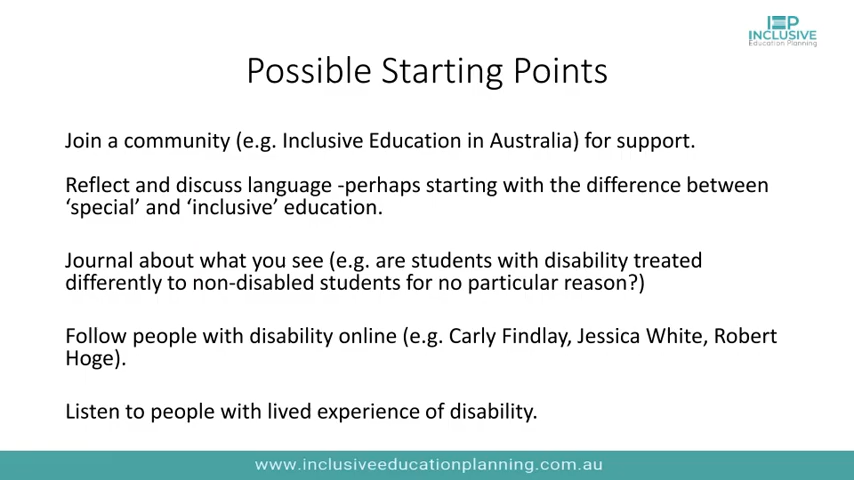 IEP
INCLUSIVE
Education Planning
Possible Starting Points
Join a community (e.g. Inclusive Education in Australia) for support.
Reflect and discuss language -perhaps starting with the difference between
‘special’ and ‘inclusive’ education.
Journal about what you see (e.g. are students with disability treated
differently to non-disabled students for no particular reason?)
Follow people with disability online (e.g. Carly Findlay, Jessica White, Robert
Hoge).
Listen to people with lived experience of disability.
www.inclusiveeducationplanning.com.au